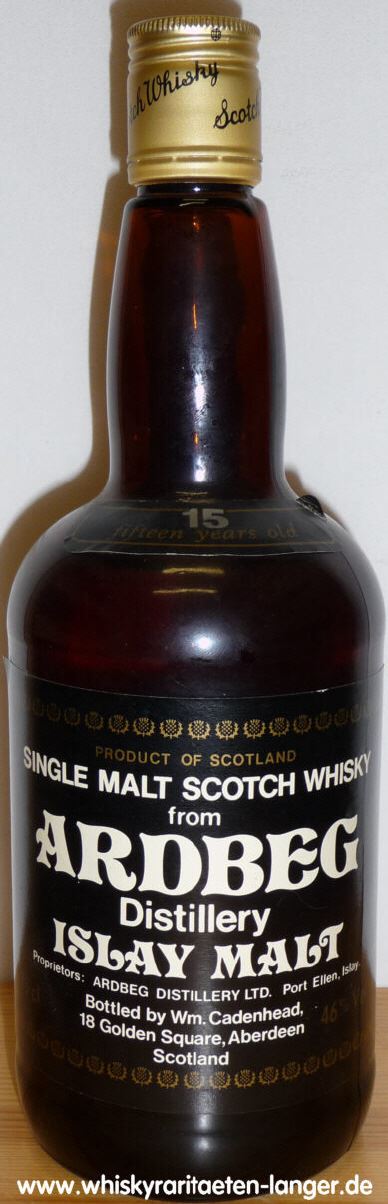 ch Whisky
Scotch
15
fifteen years old
PRODUCT OF SCOTLAND
SINGLE MALT SCOTCH WHISKY
from
ARDBEG
Distillery
ISLAY MALT
Proprietors: ARDBEG DISTILLERY LTD. Port Ellen, Islay.
Bottled by Wm. Cadenhead,
46%
18 Golden Square, Aberdeen
Scotland
www.whiskyraritaeten-langer.de